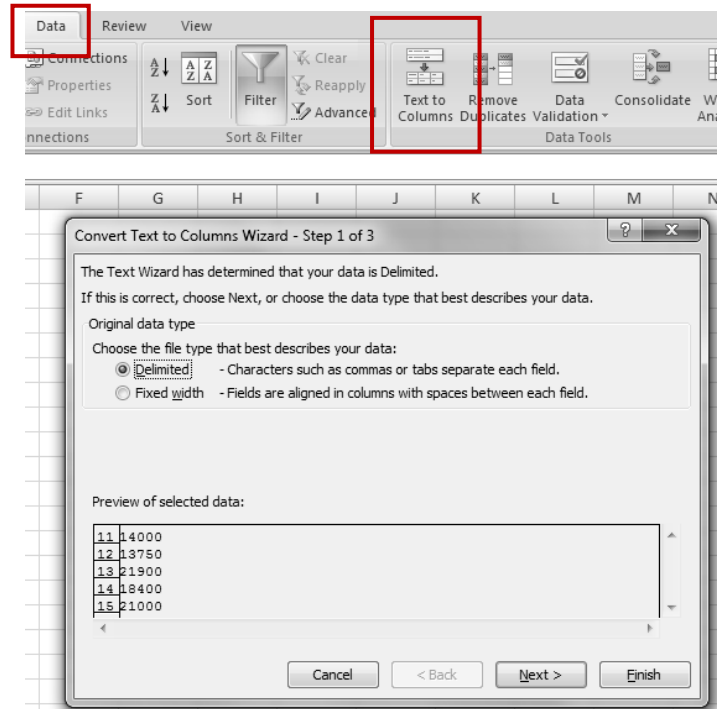 Data Review View
Connections Clear
Properties Sort Filter Reapply
Edit Links Advanced
Text to Columns Remove Duplicates Data Validation Consolidate
nnections Sort & Filter Data Tools
F G H I J K L M N
Convert Text to Columns Wizard - Step 1 of 3
The Text Wizard has determined that your data is Delimited.
If this is correct, choose Next, or choose the data type that best describes your data.
Original data type
Choose the file type that best describes your data:
Delimited - Characters such as commas or tabs separate each field.
Fixed width - Fields are aligned in columns with spaces between each field.
Preview of selected data:
11 14000
12 13750
13 21900
14 18400
15 21000
Cancel < Back Next > Finish